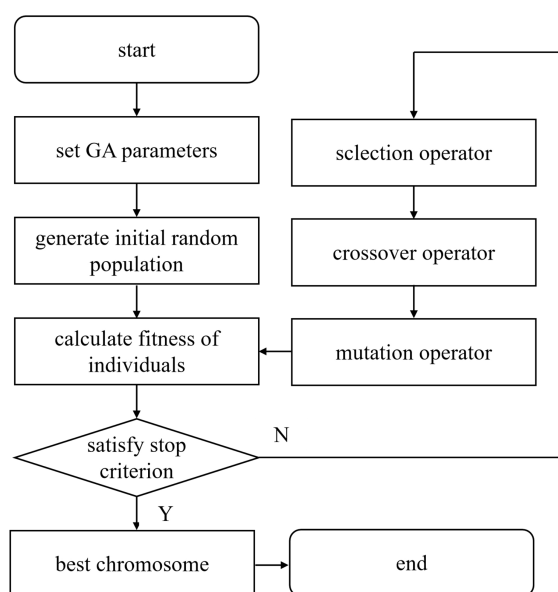 start
set GA parameters
generate initial random
population
calculate fitness of
individuals
satisfy stop
criterion
N
Y
best chromosome
end
sclection operator
crossover operator
mutation operator